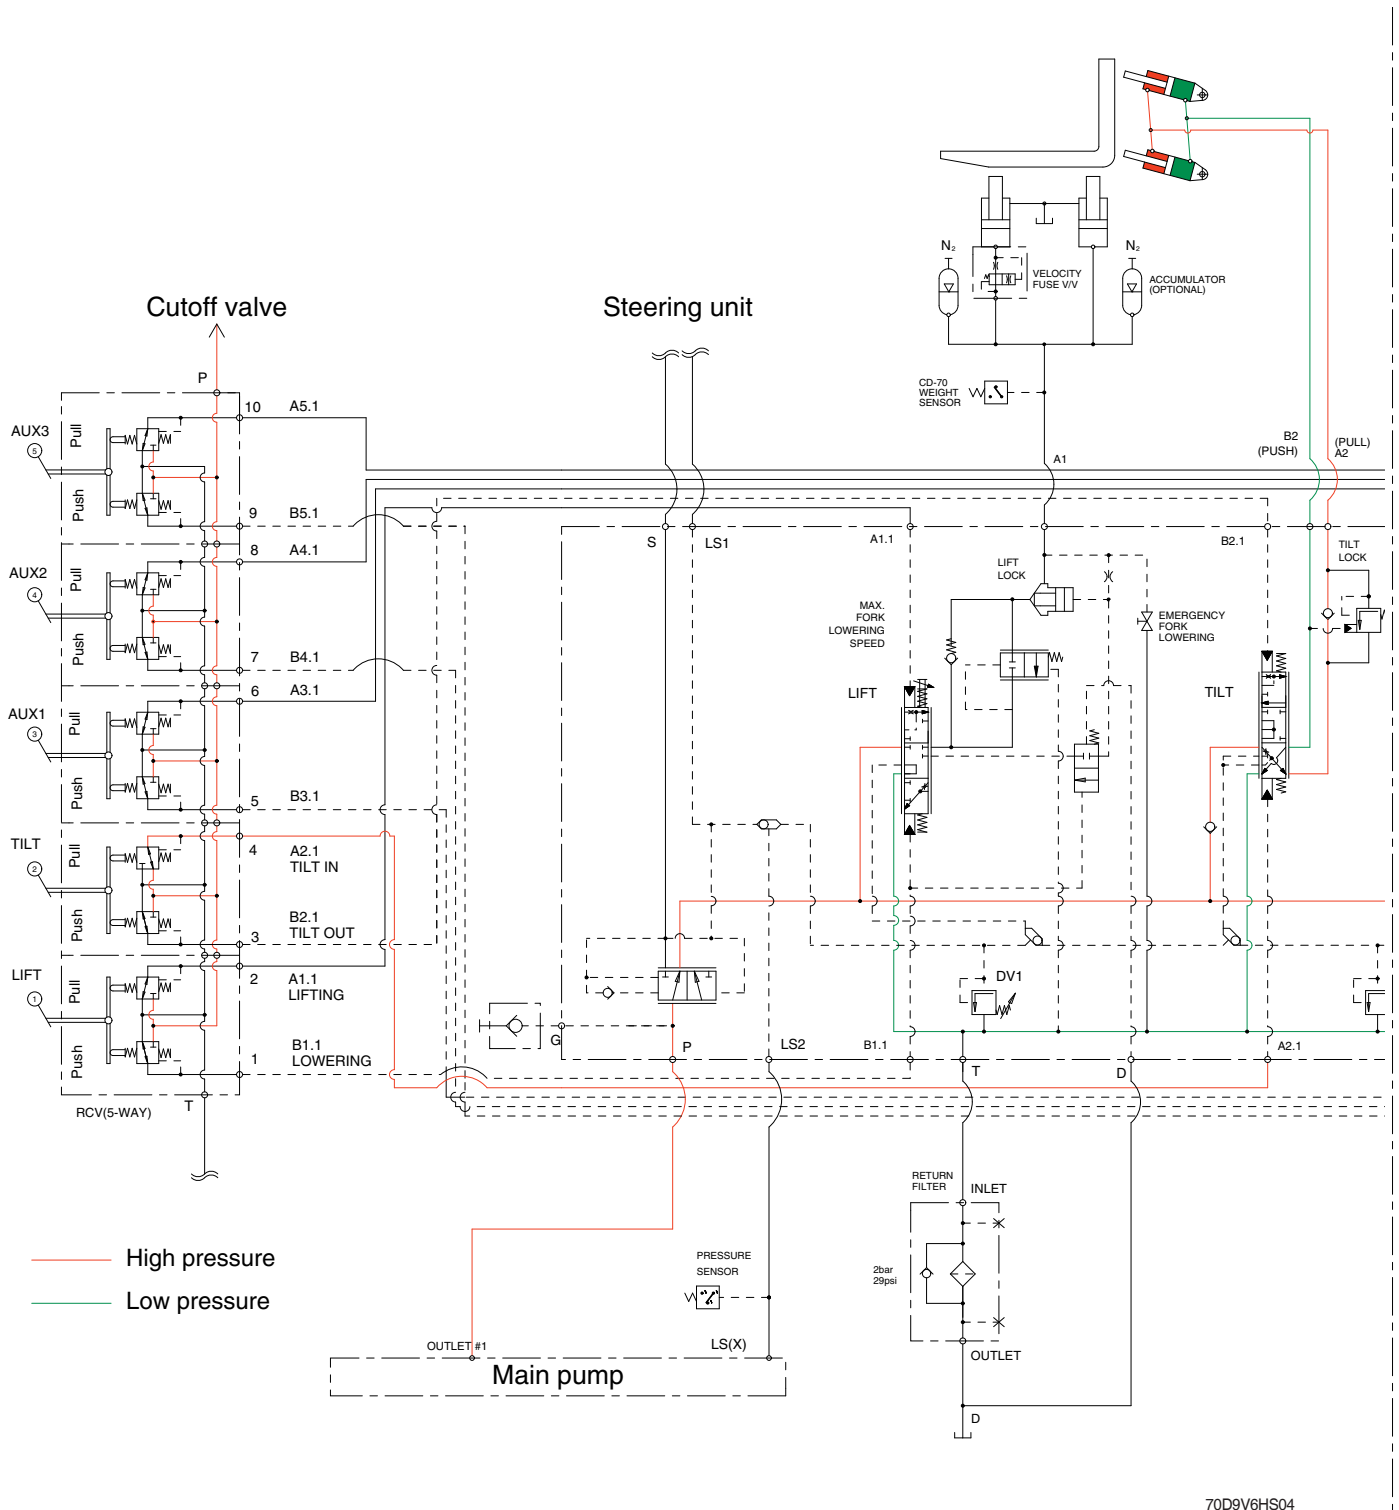 N2
N2
VELOCITY
FUSE V/V
ACCUMULATOR
(OPTIONAL)
Cutoff valve
Steering unit
P
CD-70
WEIGHT
SENSOR
10
A5.1
AUX3
5
Pull
Push
B2
(PUSH)
(PULL)
A2
A1
9
B5.1
S
LS1
A1.1
B2.1
TILT
LOCK
8
A4.1
AUX2
4
Pull
Push
LIFT
LOCK
MAX.
FORK
LOWERING
SPEED
EMERGENCY
FORK
LOWERING
7
B4.1
6
A3.1
LIFT
TILT
AUX1
3
Pull
Push
5
B3.1
TILT
2
Pull
Push
4
A2.1
TILT IN
B2.1
TILT OUT
3
LIFT
1
Pull
Push
2
A1.1
LIFTING
DV1
G
1
B1.1
LOWERING
P
LS2
B1.1
T
D
A2.1
RCV(5-WAY)
T
RETURN
FILTER
INLET
High pressure
Low pressure
PRESSURE
SENSOR
2bar
29psi
OUTLET #1
LS(X)
OUTLET
Main pump
D
70D9V6HS04